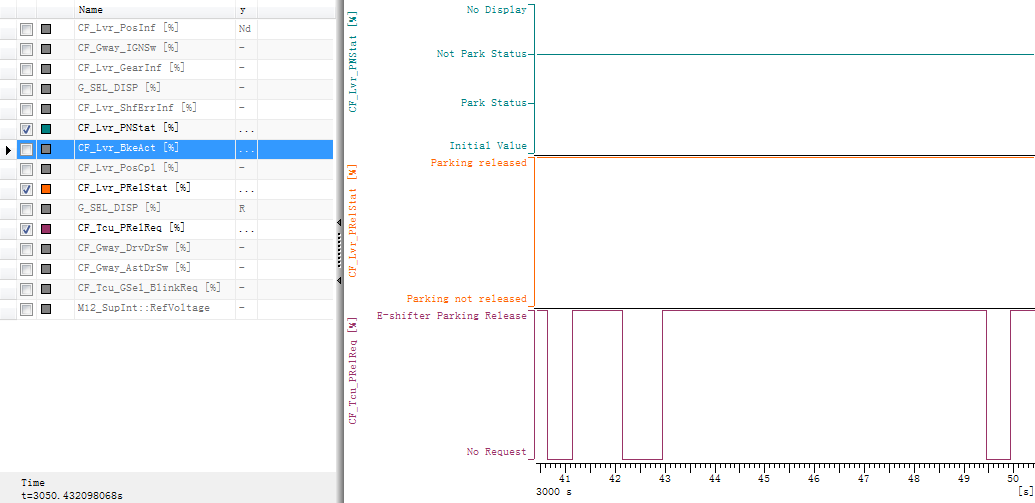 Name y
CF_Lvr_PosInf [%] Nd
CF_Gway_IGNSw [%] -
CF_Lvr_GearInf [%] -
G_SEL_DISP [%] -
CF_Lvr_ShfErrInf [%] -
CF_Lvr_PNStat [%] ...
CF_Lvr_BkeAct [%] ...
CF_Lvr_PosCpl [%] -
CF_Lvr_PRelStat [%] ...
G_SEL_DISP [%] R
CF_Tcu_PRelReq [%] ...
CF_Gway_DrvDrSw [%] -
CF_Gway_AstDrSw [%] -
CF_Tcu_GSel_BlinkReq [%] -
M12_SupInt::RefVoltage -
Time
t=3050.432098068s
CF_Lvr_PNStat [%]
No Display
Not Park Status
Park Status
Initial Value
CF_Lvr_PRelStat [%]
Parking released
Parking not released
CF_Tcu_PRelReq [%]
E-shifter Parking Release
No Request
41 42 43 44 45 46 47 48 49 50
3000 s [s]